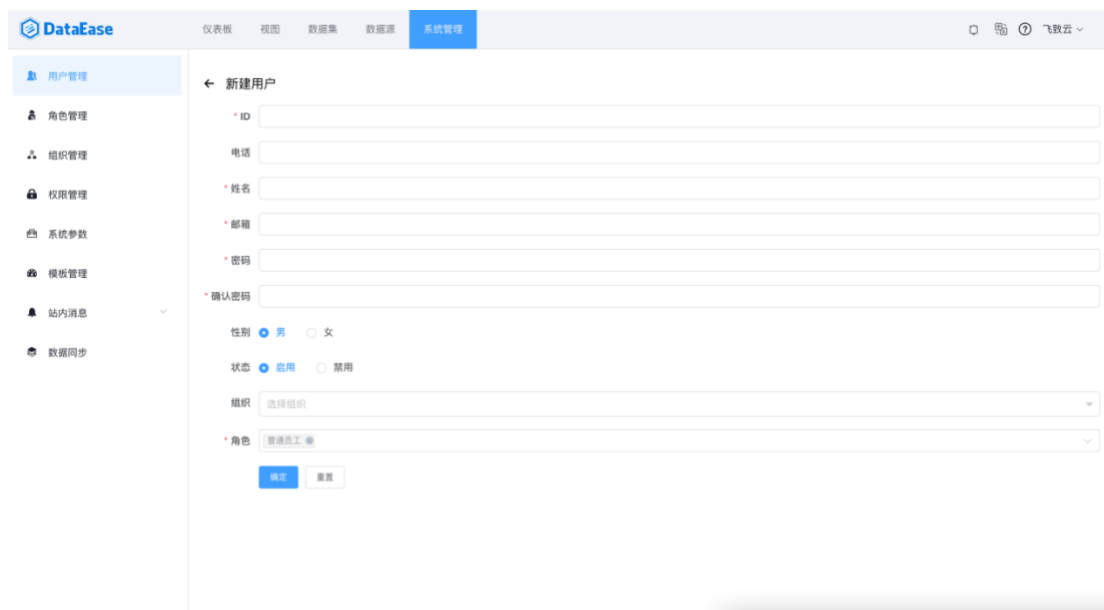 DataEase 仪表板 视图 数据集 数据源 系统管理 飞致云
用户管理
角色管理
组织管理
权限管理
系统参数
模板管理
站内消息
数据同步
新建用户
* ID
电话
* 姓名
* 邮箱
* 密码
* 确认密码
性别 男 女
状态 启用 禁用
组织 选择组织
* 角色 普通员工
确定 重置